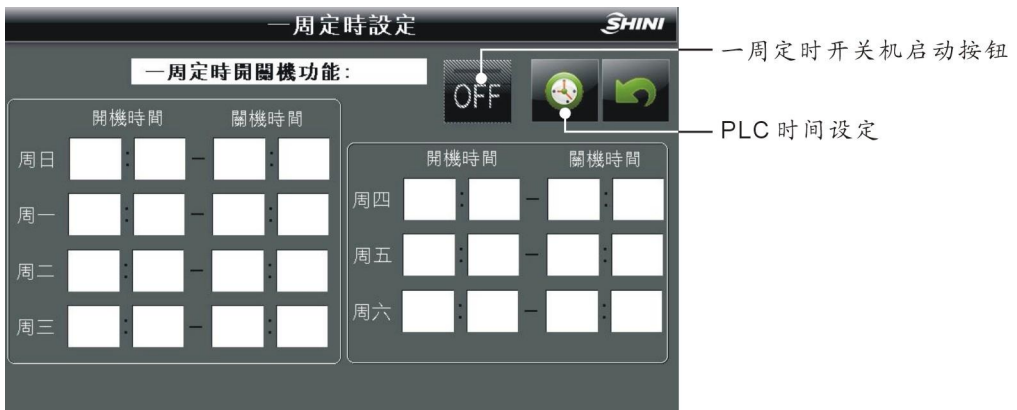 一周定時設定
SHINI
一周定時開關機功能:
OFF
一周定时开关机启动按钮
PLC 时间设定
開機時間 關機時間
周日 : – :
周一 : – :
周二 : – :
周三 : – :
開機時間 關機時間
周四 : – :
周五 : – :
周六 : – :